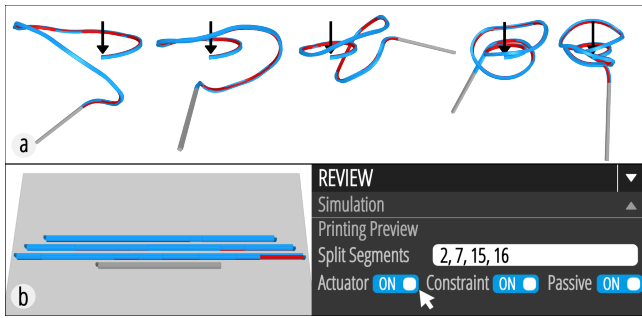 a
b
REVIEW
Simulation
Printing Preview
Split Segments 2, 7, 15, 16
Actuator ON Constraint ON Passive ON